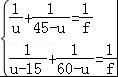 1/u + 1/(45-u) = 1/f
1/(u-15) + 1/(60-u) = 1/f